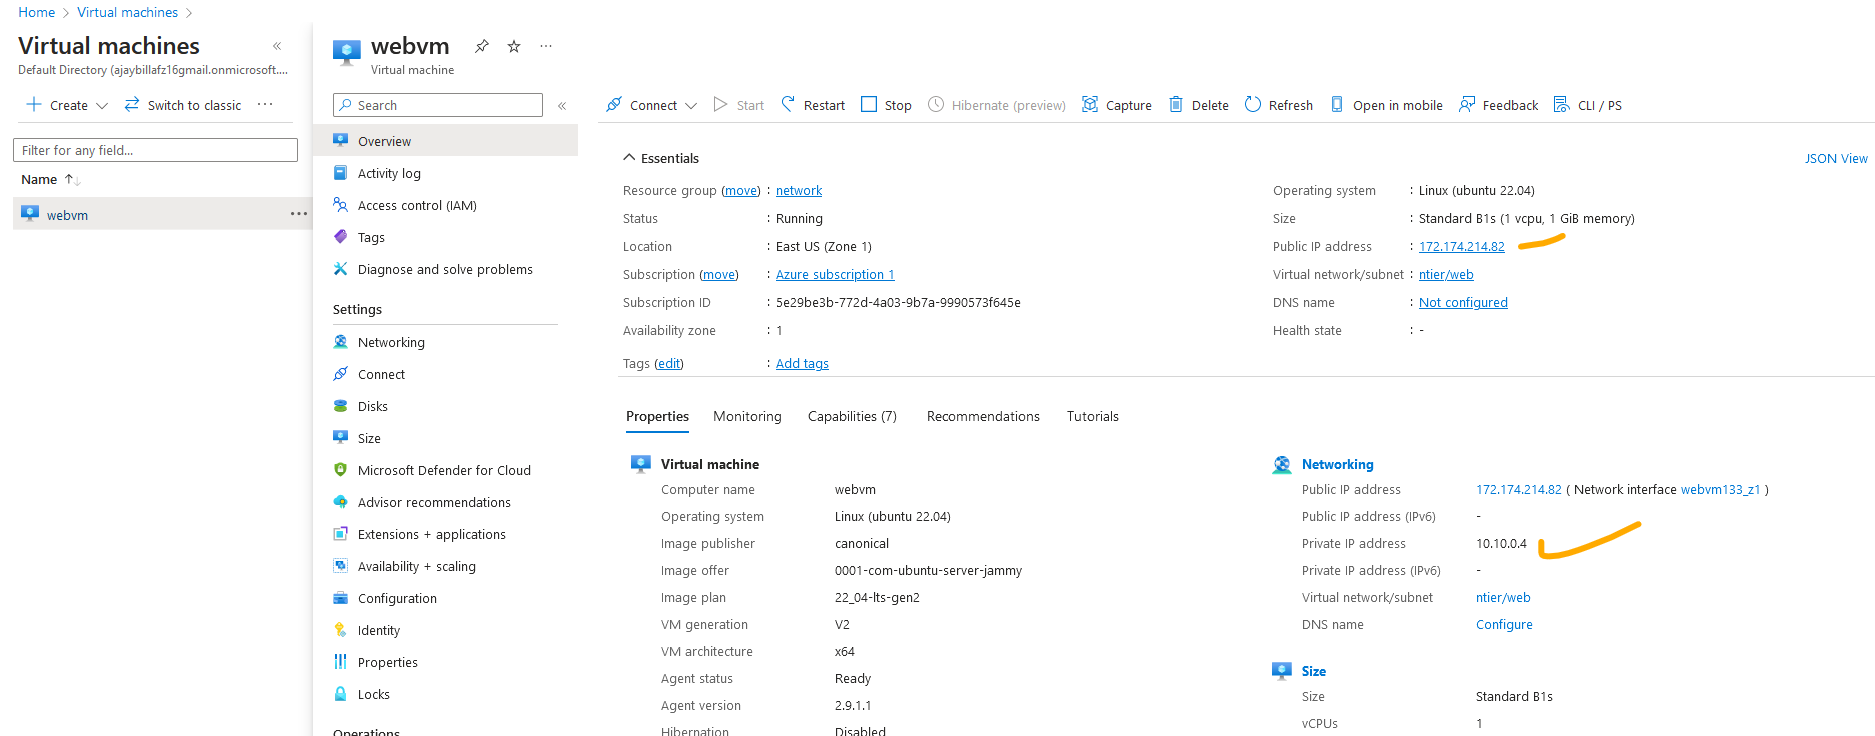 Home > Virtual machines >
Virtual machines «
Default Directory (ajaybillafz16gmail.onmicrosoft....
Create Switch to classic ...
Filter for any field...
Name ↑↓
webvm ...
webvm ...
Virtual machine
Search «
Overview
Activity log
Access control (IAM)
Tags
Diagnose and solve problems
Settings
Networking
Connect
Disks
Size
Microsoft Defender for Cloud
Advisor recommendations
Extensions + applications
Availability + scaling
Configuration
Identity
Properties
Locks
Operations
Connect Start Restart Stop Hibernate (preview) Capture Delete Refresh Open in mobile Feedback CLI / PS
Essentials JSON View
Resource group (move) : network
Status : Running
Location : East US (Zone 1)
Subscription (move) : Azure subscription 1
Subscription ID : 5e29be3b-772d-4a03-9b7a-9990573f645e
Availability zone : 1
Tags (edit) : Add tags
Operating system : Linux (ubuntu 22.04)
Size : Standard B1s (1 vcpu, 1 GiB memory)
Public IP address : 172.174.214.82
Virtual network/subnet : ntier/web
DNS name : Not configured
Health state : -
Properties Monitoring Capabilities (7) Recommendations Tutorials
Virtual machine
Computer name webvm
Operating system Linux (ubuntu 22.04)
Image publisher canonical
Image offer 0001-com-ubuntu-server-jammy
Image plan 22_04-lts-gen2
VM generation V2
VM architecture x64
Agent status Ready
Agent version 2.9.1.1
Hibernation Disabled
Networking
Public IP address 172.174.214.82 ( Network interface webvm133_z1 )
Public IP address (IPv6) -
Private IP address 10.10.0.4
Private IP address (IPv6) -
Virtual network/subnet ntier/web
DNS name Configure
Size
Size Standard B1s
vCPUs 1